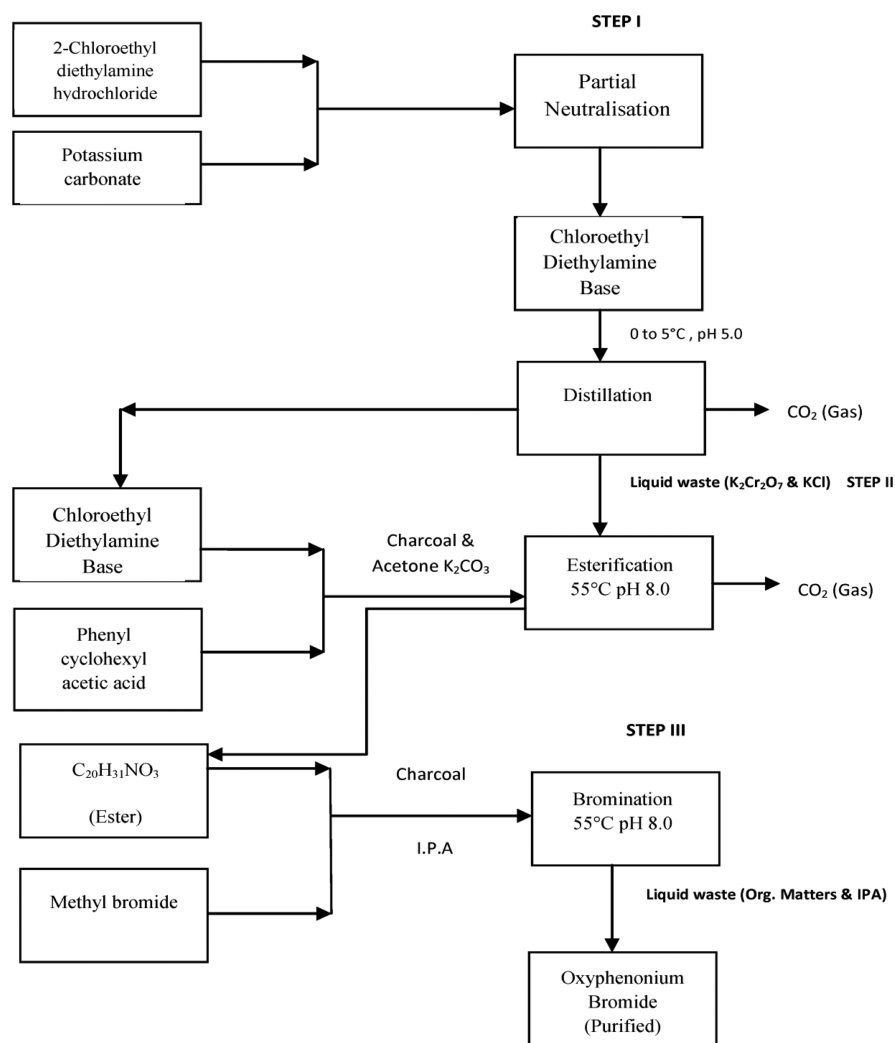 STEP I
2-Chloroethyl
diethylamine
hydrochloride
Potassium
carbonate
Partial
Neutralisation
Chloroethyl
Diethylamine
Base
0 to 5°C , pH 5.0
Distillation
CO₂ (Gas)
Liquid waste (K₂Cr₂O₇ & KCl) STEP II
Chloroethyl
Diethylamine
Base
Phenyl
cyclohexyl
acetic acid
Charcoal &
Acetone K₂CO₃
Esterification
55°C pH 8.0
CO₂ (Gas)
STEP III
C₂₀H₃₁NO₃
(Ester)
Methyl bromide
Charcoal
I.P.A
Bromination
55°C pH 8.0
Liquid waste (Org. Matters & IPA)
Oxyphenonium
Bromide
(Purified)